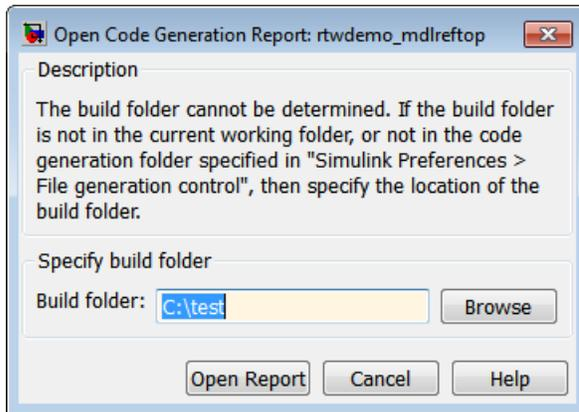 Open Code Generation Report: rtwdemo_mdlreftop
Description
The build folder cannot be determined. If the build folder
is not in the current working folder, or not in the code
generation folder specified in "Simulink Preferences >
File generation control", then specify the location of the
build folder.
Specify build folder
Build folder: C:\test Browse
Open Report Cancel Help